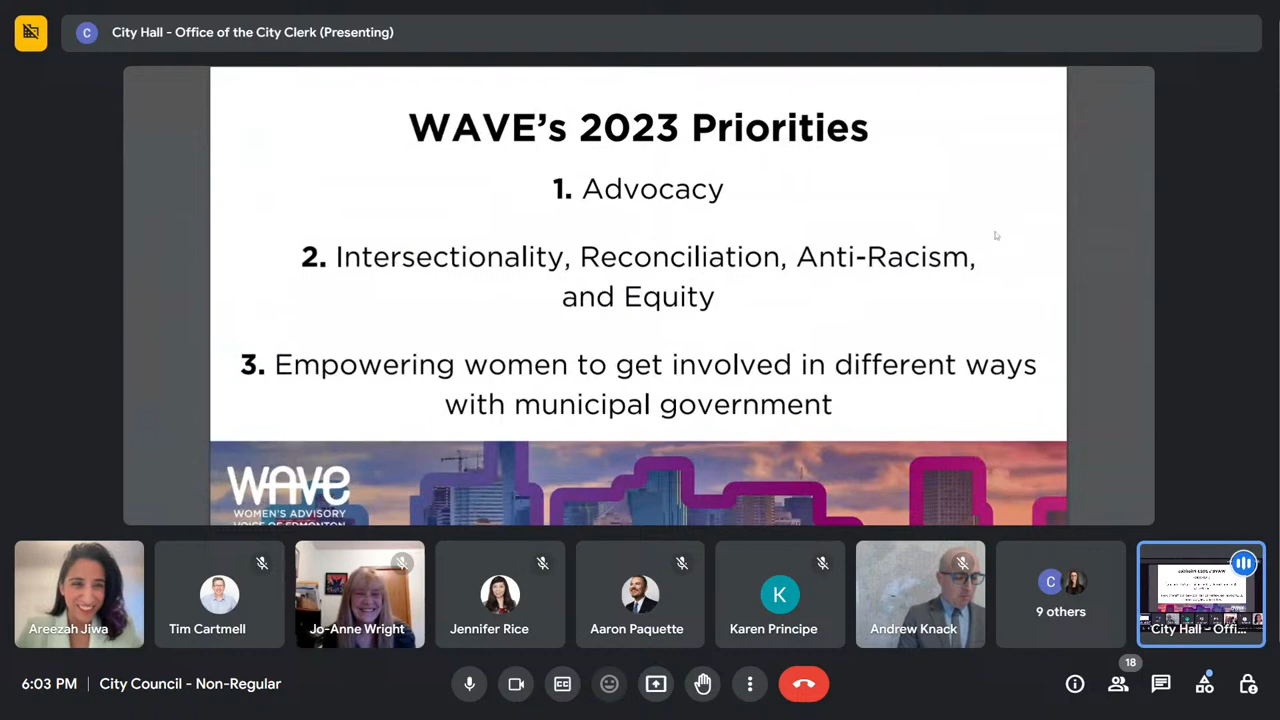 City Hall - Office of the City Clerk (Presenting)
C
WAVE's 2023 Priorities
1. Advocacy
2. Intersectionality, Reconciliation, Anti-Racism,
and Equity
3. Empowering women to get involved in different ways
with municipal government
WAVE
WOMEN'S ADVISORY
VOICE OF EDMONTON
Areezah Jiwa
Tim Cartmell
Jo-Anne Wright
Jennifer Rice
Aaron Paquette
K
Karen Principe
Andrew Knack
C
9 others
City Hall - Offi...
6:03 PM | City Council - Non-Regular
18